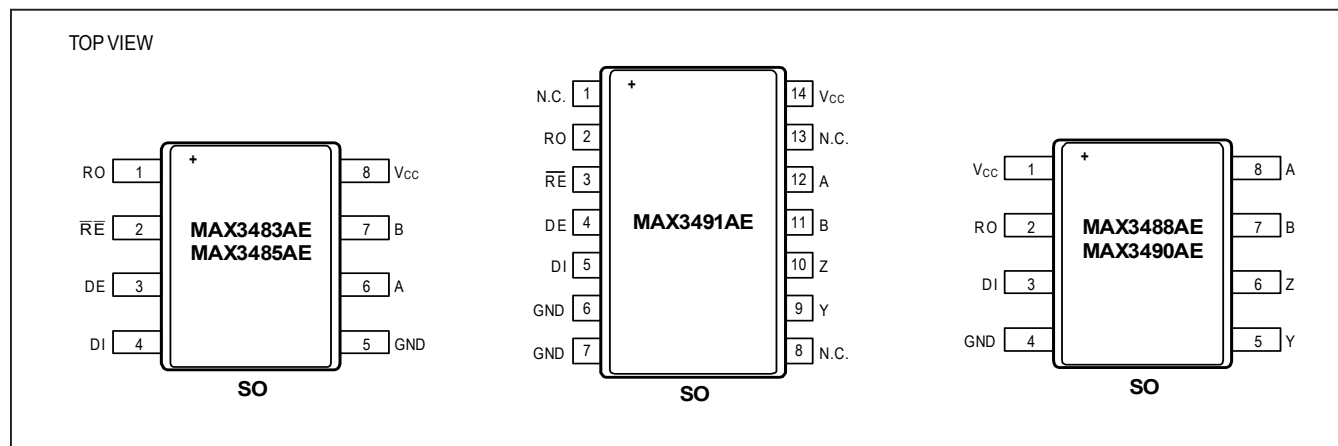 TOP VIEW
+
RO 1
RE 2
DE 3
DI 4
MAX3483AE
MAX3485AE
8 VCC
7 B
6 A
5 GND
SO
+
N.C. 1
RO 2
RE 3
DE 4
DI 5
GND 6
GND 7
MAX3491AE
14 VCC
13 N.C.
12 A
11 B
10 Z
9 Y
8 N.C.
SO
+
VCC 1
RO 2
DI 3
GND 4
MAX3488AE
MAX3490AE
8 A
7 B
6 Z
5 Y
SO